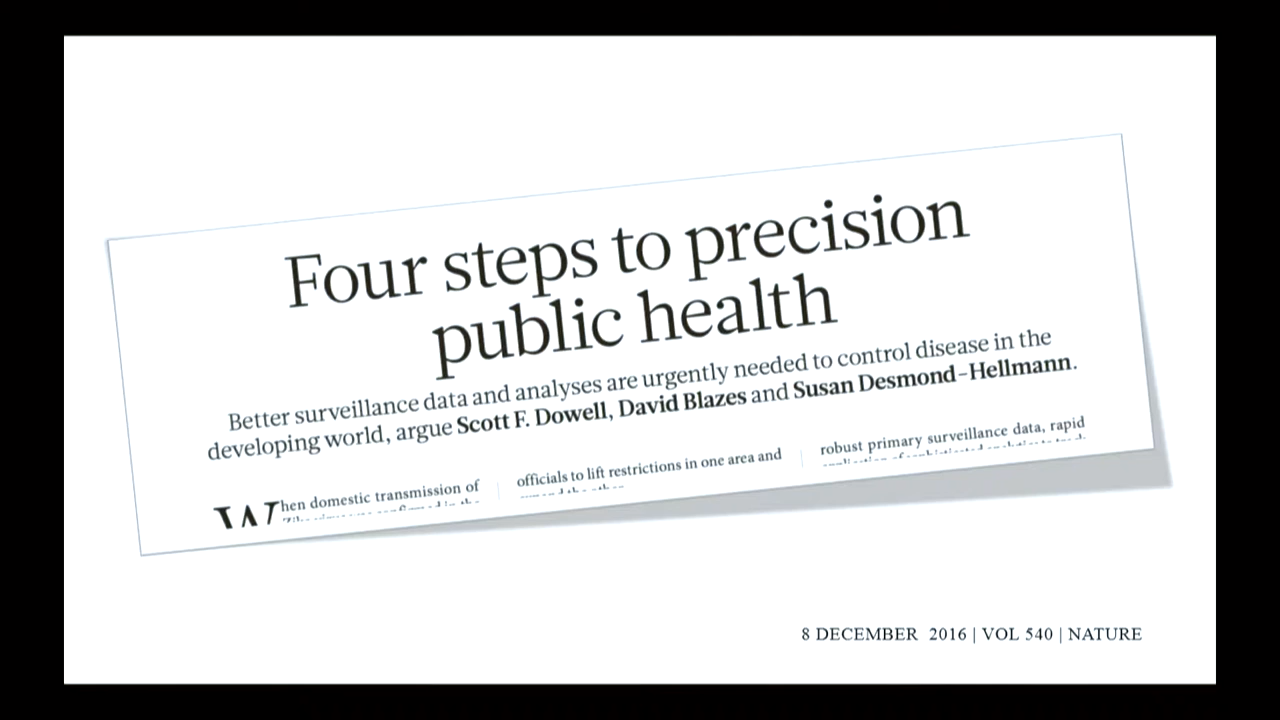 Four steps to precision
public health
Better surveillance data and analyses are urgently needed to control disease in the
developing world, argue Scott F. Dowell, David Blazes and Susan Desmond-Hellmann.
When domestic transmission of
officials to lift restrictions in one area and
robust primary surveillance data, rapid
8 DECEMBER 2016 | VOL 540 | NATURE